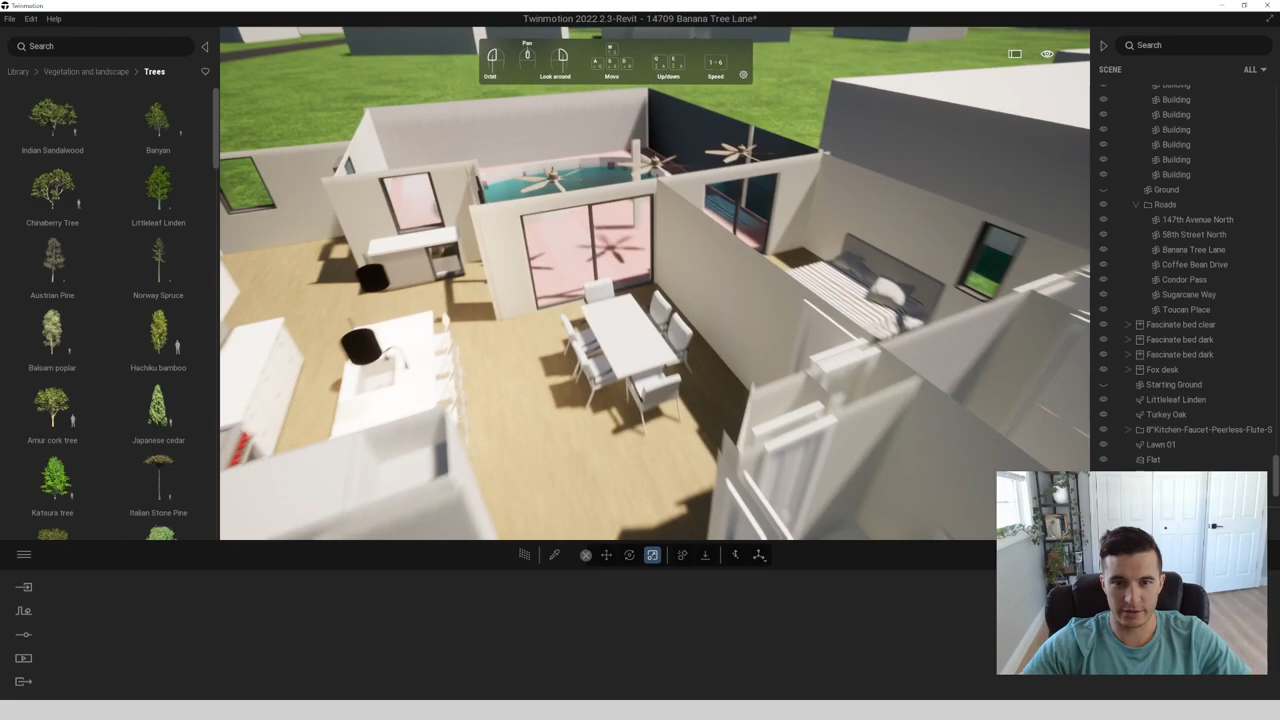 Twinmotion
File Edit Help
Twinmotion 2022.2.3-Revit - 14709 Banana Tree Lane*
Search
Library > Vegetation and landscape > Trees
Indian Sandalwood
Banyan
Chinaberry Tree
Littleleaf Linden
Austrian Pine
Norway Spruce
Balsam poplar
Hachiku bamboo
Amur cork tree
Japanese cedar
Katsura tree
Italian Stone Pine
Pan
Orbit
Look around
Move
Up/down
1 - 6
Speed
Search
SCENE
ALL
Building
Building
Building
Building
Building
Building
Building
Ground
Roads
147th Avenue North
58th Street North
Banana Tree Lane
Coffee Bean Drive
Condor Pass
Sugarcane Way
Toucan Place
Fascinate bed clear
Fascinate bed dark
Fascinate bed dark
Fox desk
Starting Ground
Littleleaf Linden
Turkey Oak
8"Kitchen-Faucet-Peerless-Flute-S
Lawn 01
Flat